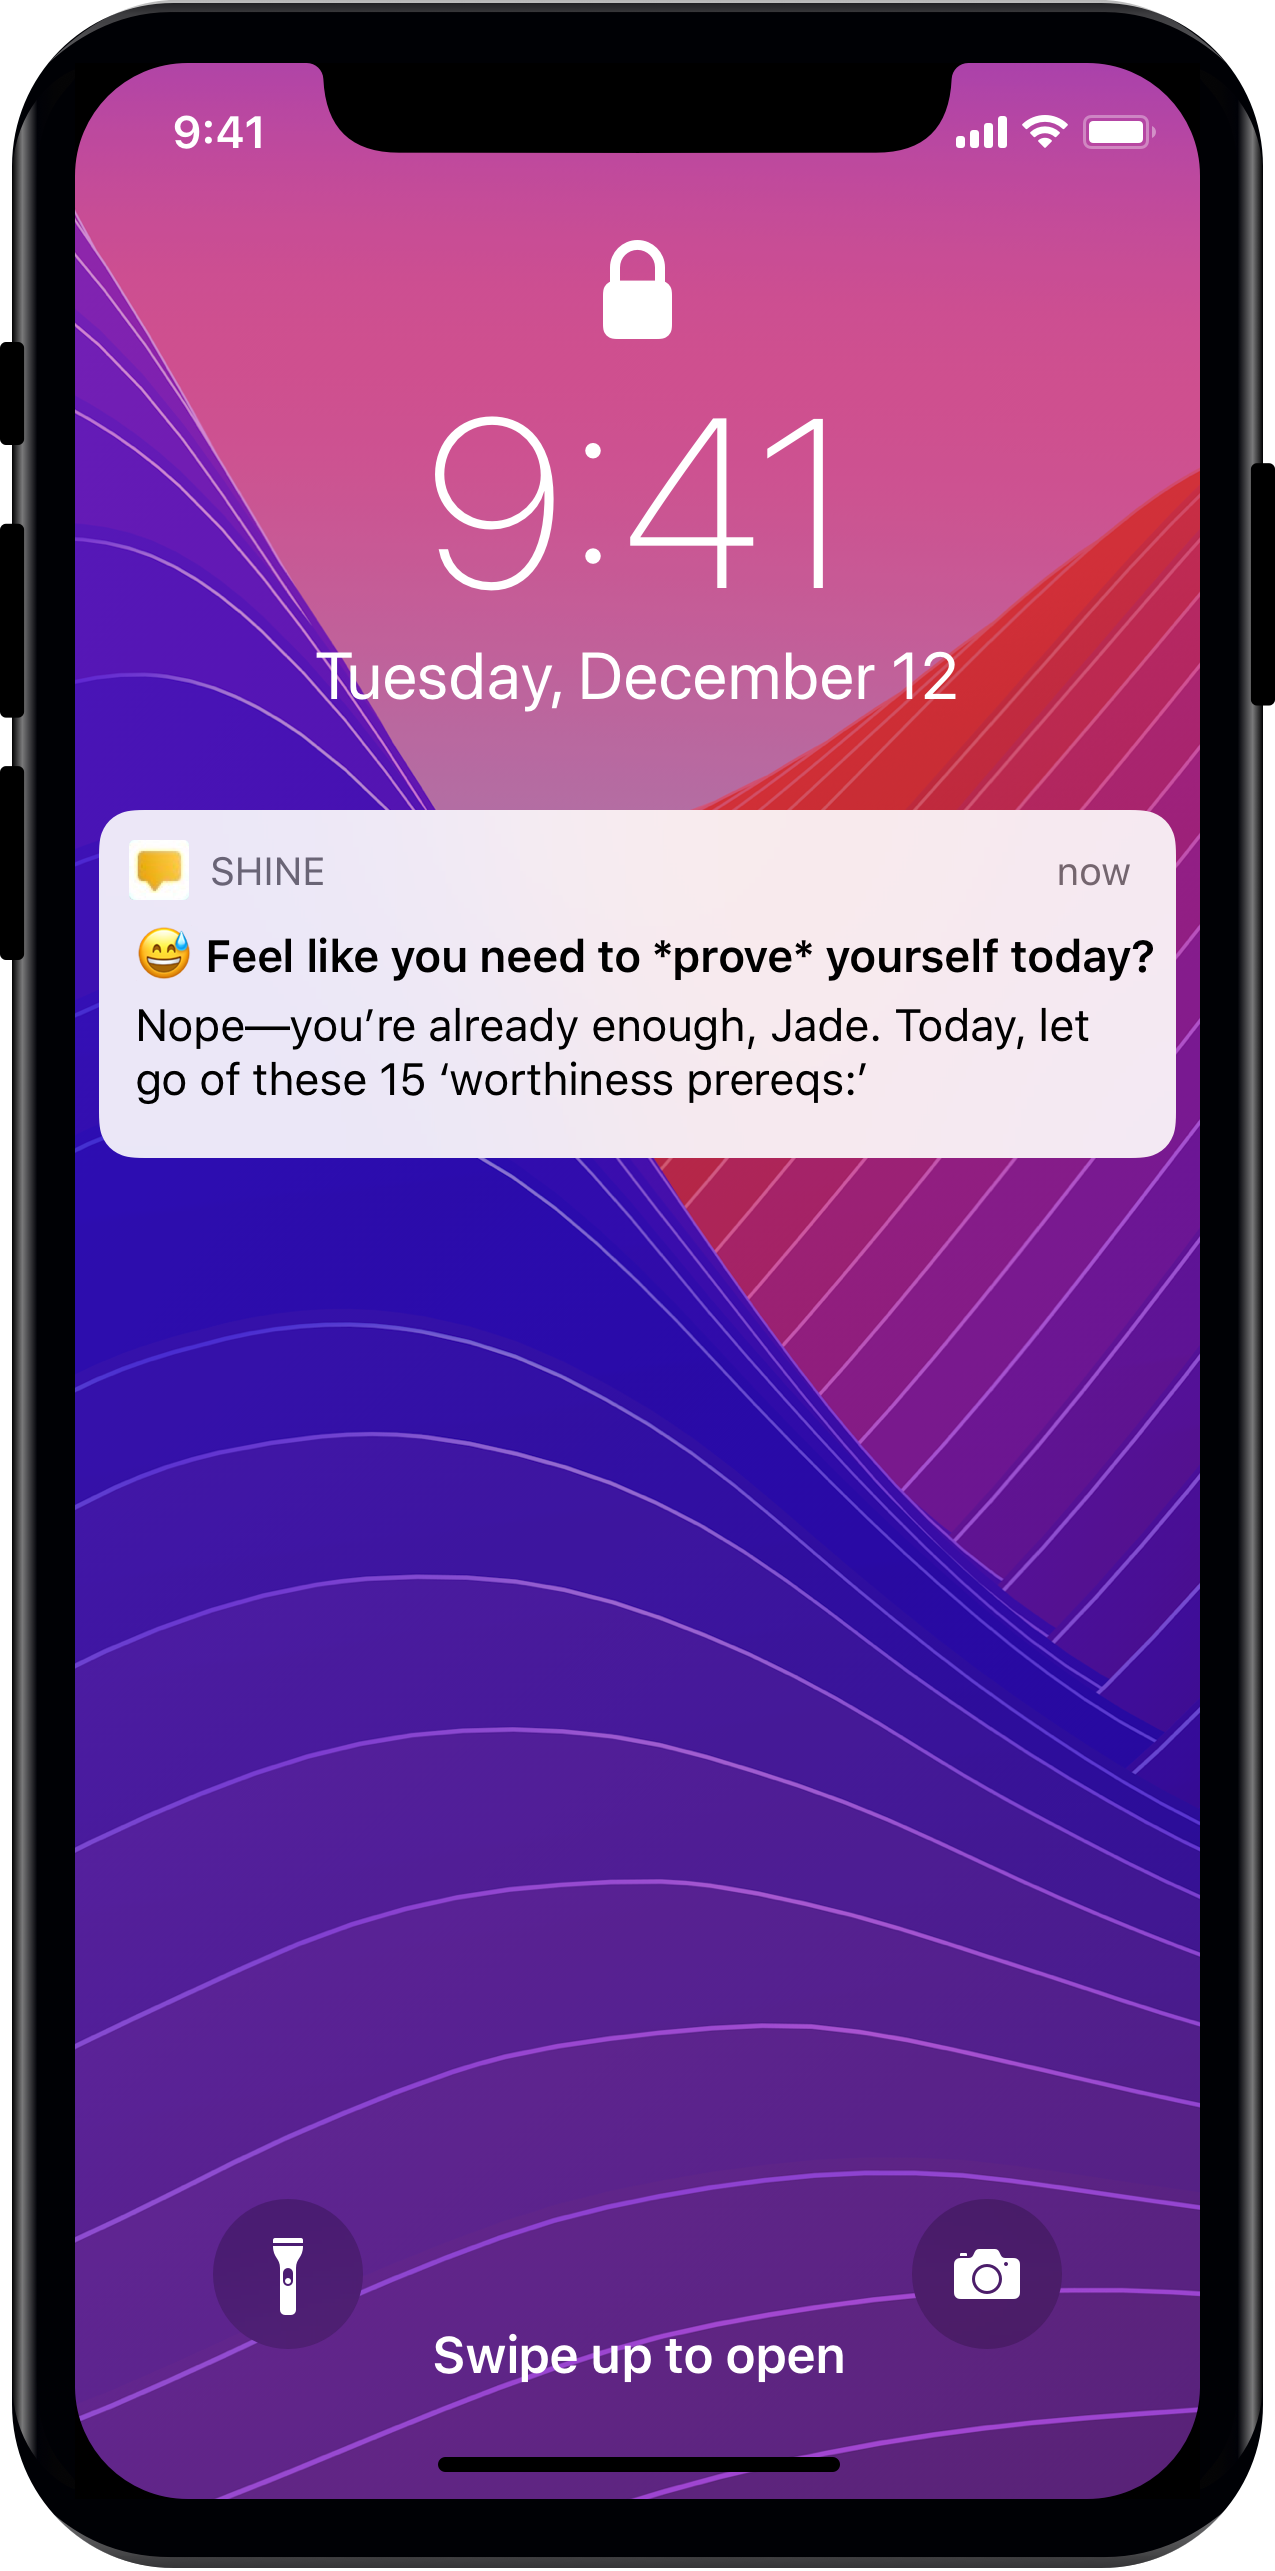 9:41
9:41
Tuesday, December 12
SHINE now
😅 Feel like you need to *prove* yourself today?
Nope—you’re already enough, Jade. Today, let
go of these 15 ‘worthiness prereqs:’
Swipe up to open